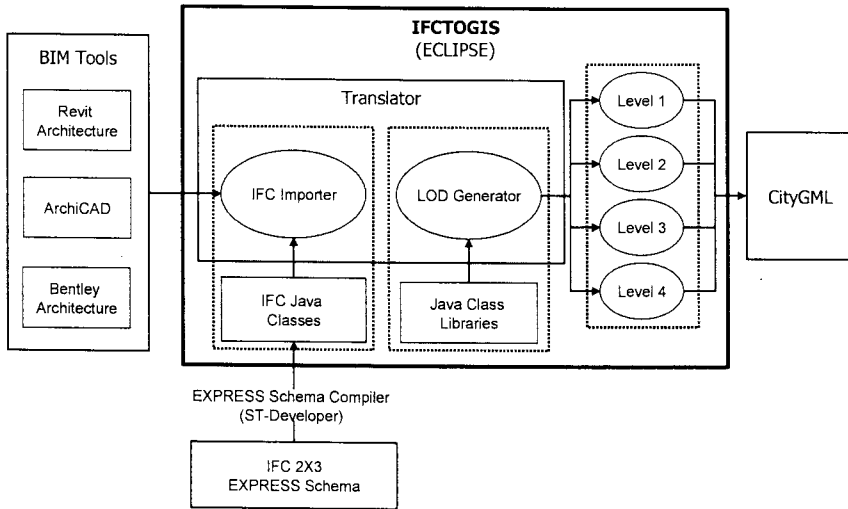 IFCTOGIS
(ECLIPSE)
BIM Tools
Revit
Architecture
ArchiCAD
Bentley
Architecture
Translator
IFC Importer
IFC Java
Classes
LOD Generator
Java Class
Libraries
Level 1
Level 2
Level 3
Level 4
CityGML
EXPRESS Schema Compiler
(ST-Developer)
IFC 2X3
EXPRESS Schema